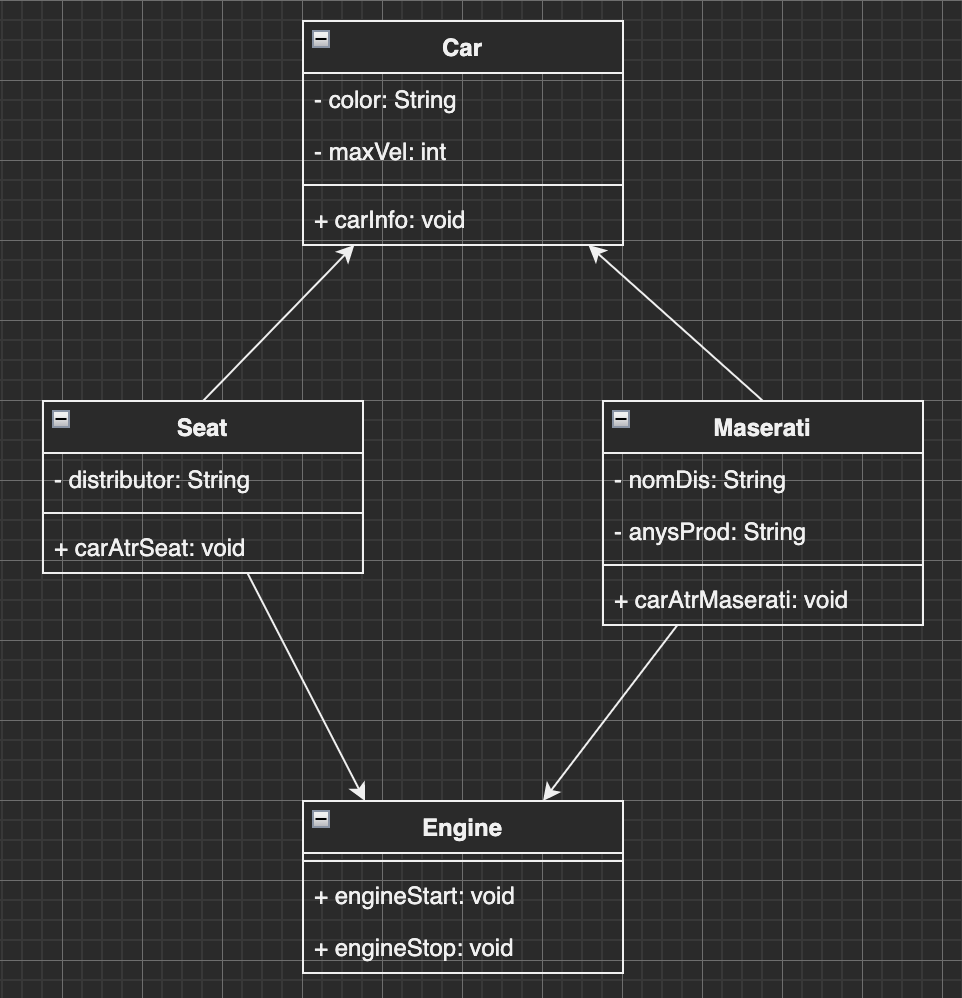 Car
- color: String
- maxVel: int
+ carInfo: void
Seat
- distributor: String
+ carAtrSeat: void
Maserati
- nomDis: String
- anysProd: String
+ carAtrMaserati: void
Engine
+ engineStart: void
+ engineStop: void